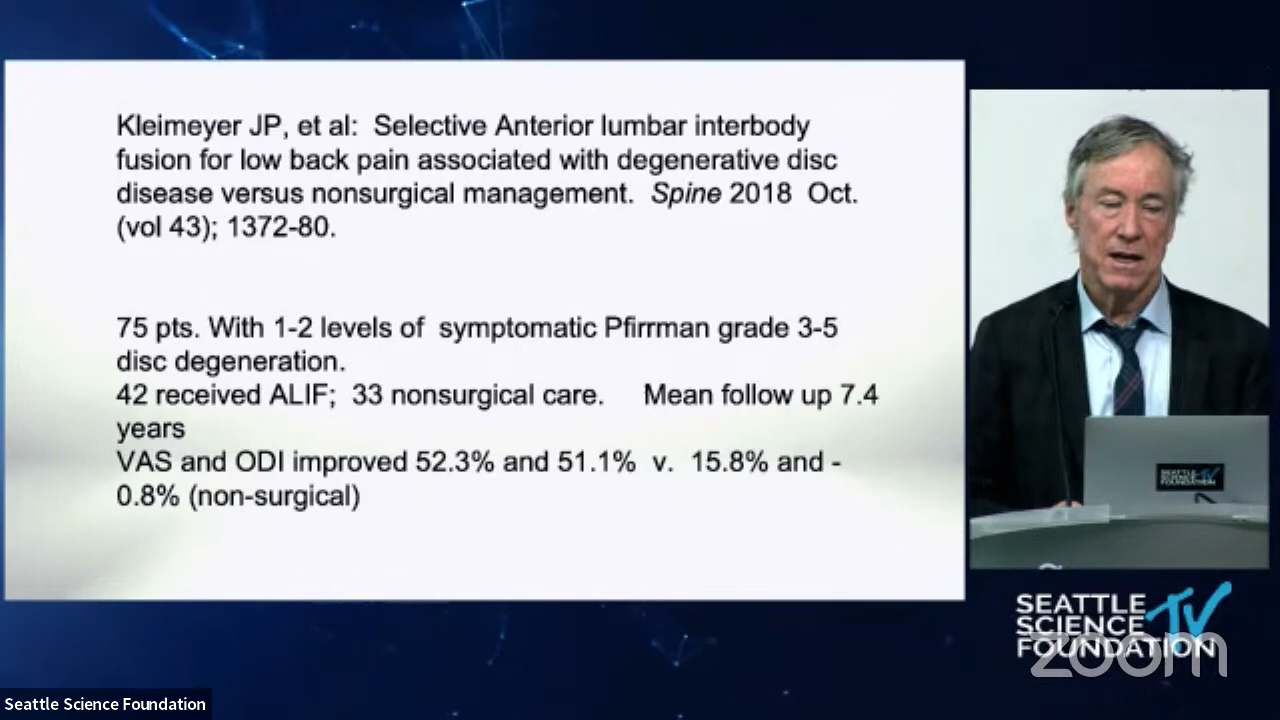 Kleimeyer JP, et al: Selective Anterior lumbar interbody
fusion for low back pain associated with degenerative disc
disease versus nonsurgical management. Spine 2018 Oct.
(vol 43); 1372-80.
75 pts. With 1-2 levels of symptomatic Pfirrman grade 3-5
disc degeneration.
42 received ALIF; 33 nonsurgical care. Mean follow up 7.4
years
VAS and ODI improved 52.3% and 51.1% v. 15.8% and -
0.8% (non-surgical)
SEATTLE
SCIENCE TV
FOUNDATION
SEATTLE
SCIENCE TV
FOUNDATION
zoom
Seattle Science Foundation